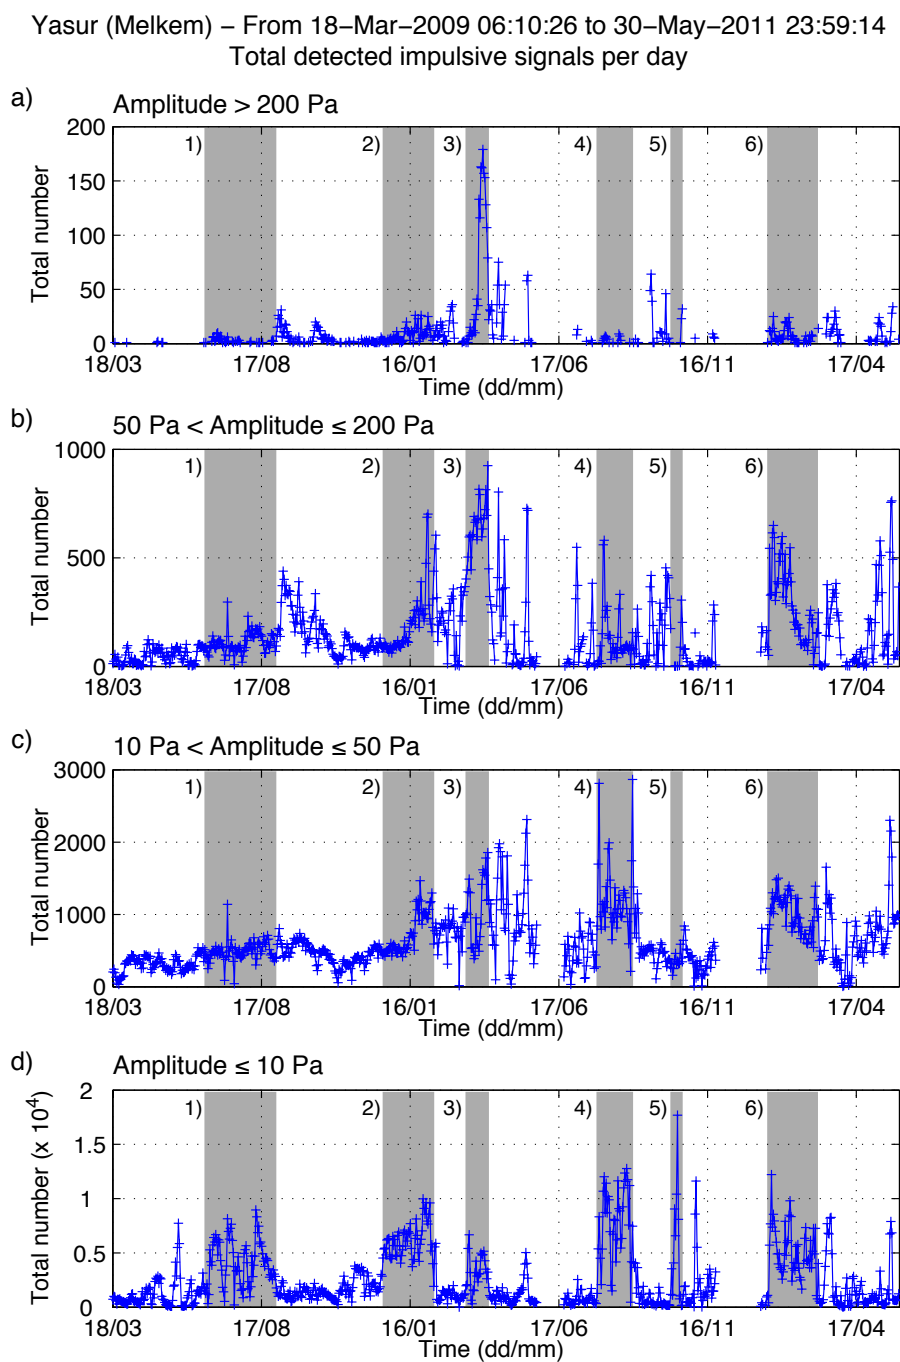 Yasur (Melkem) − From 18−Mar−2009 06:10:26 to 30−May−2011 23:59:14
Total detected impulsive signals per day
a) Amplitude > 200 Pa
Total number
200
150
100
50
0
1) 2) 3) 4) 5) 6)
18/03 17/08 16/01 17/06 16/11 17/04
Time (dd/mm)
b) 50 Pa < Amplitude ≤ 200 Pa
Total number
1000
500
0
1) 2) 3) 4) 5) 6)
18/03 17/08 16/01 17/06 16/11 17/04
Time (dd/mm)
c) 10 Pa < Amplitude ≤ 50 Pa
Total number
3000
2000
1000
0
1) 2) 3) 4) 5) 6)
18/03 17/08 16/01 17/06 16/11 17/04
Time (dd/mm)
d) Amplitude ≤ 10 Pa
Total number (x 10⁴)
2
1.5
1
0.5
0
1) 2) 3) 4) 5) 6)
18/03 17/08 16/01 17/06 16/11 17/04
Time (dd/mm)